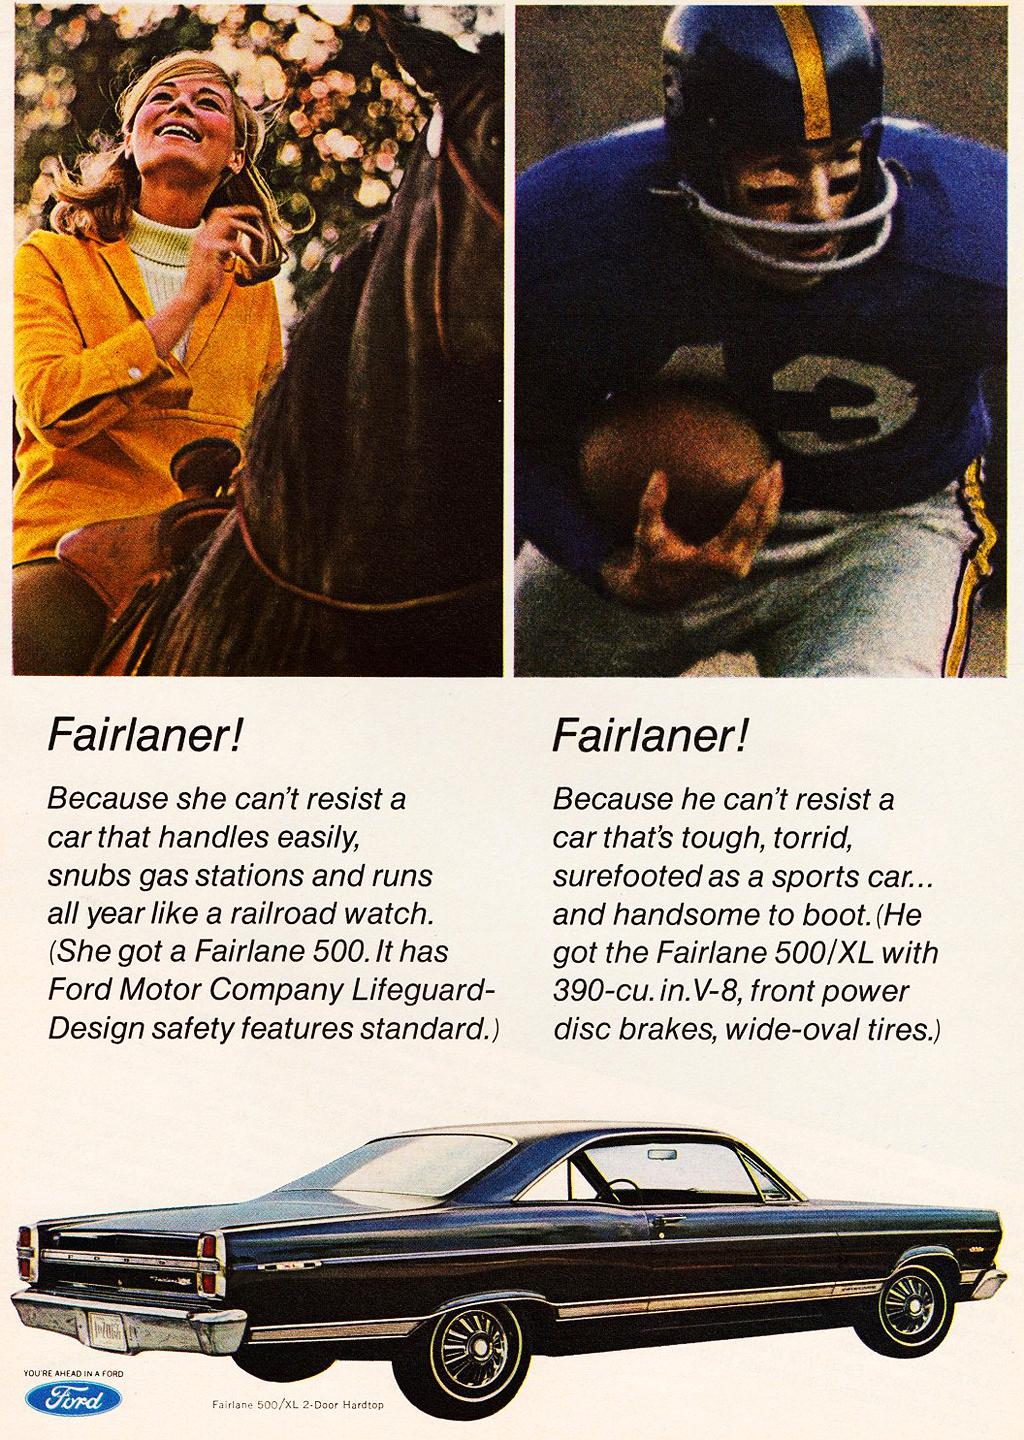 3
Fairlaner!
Because she can't resist a
car that handles easily,
snubs gas stations and runs
all year like a railroad watch.
(She got a Fairlane 500. It has
Ford Motor Company Lifeguard-
Design safety features standard.)
Fairlaner!
Because he can't resist a
car that's tough, torrid,
surefooted as a sports car...
and handsome to boot. (He
got the Fairlane 500/XL with
390-cu. in. V-8, front power
disc brakes, wide-oval tires.)
FORD
YOU'RE AHEAD IN A FORD
Ford
Fairlane 500/XL 2-Door Hardtop